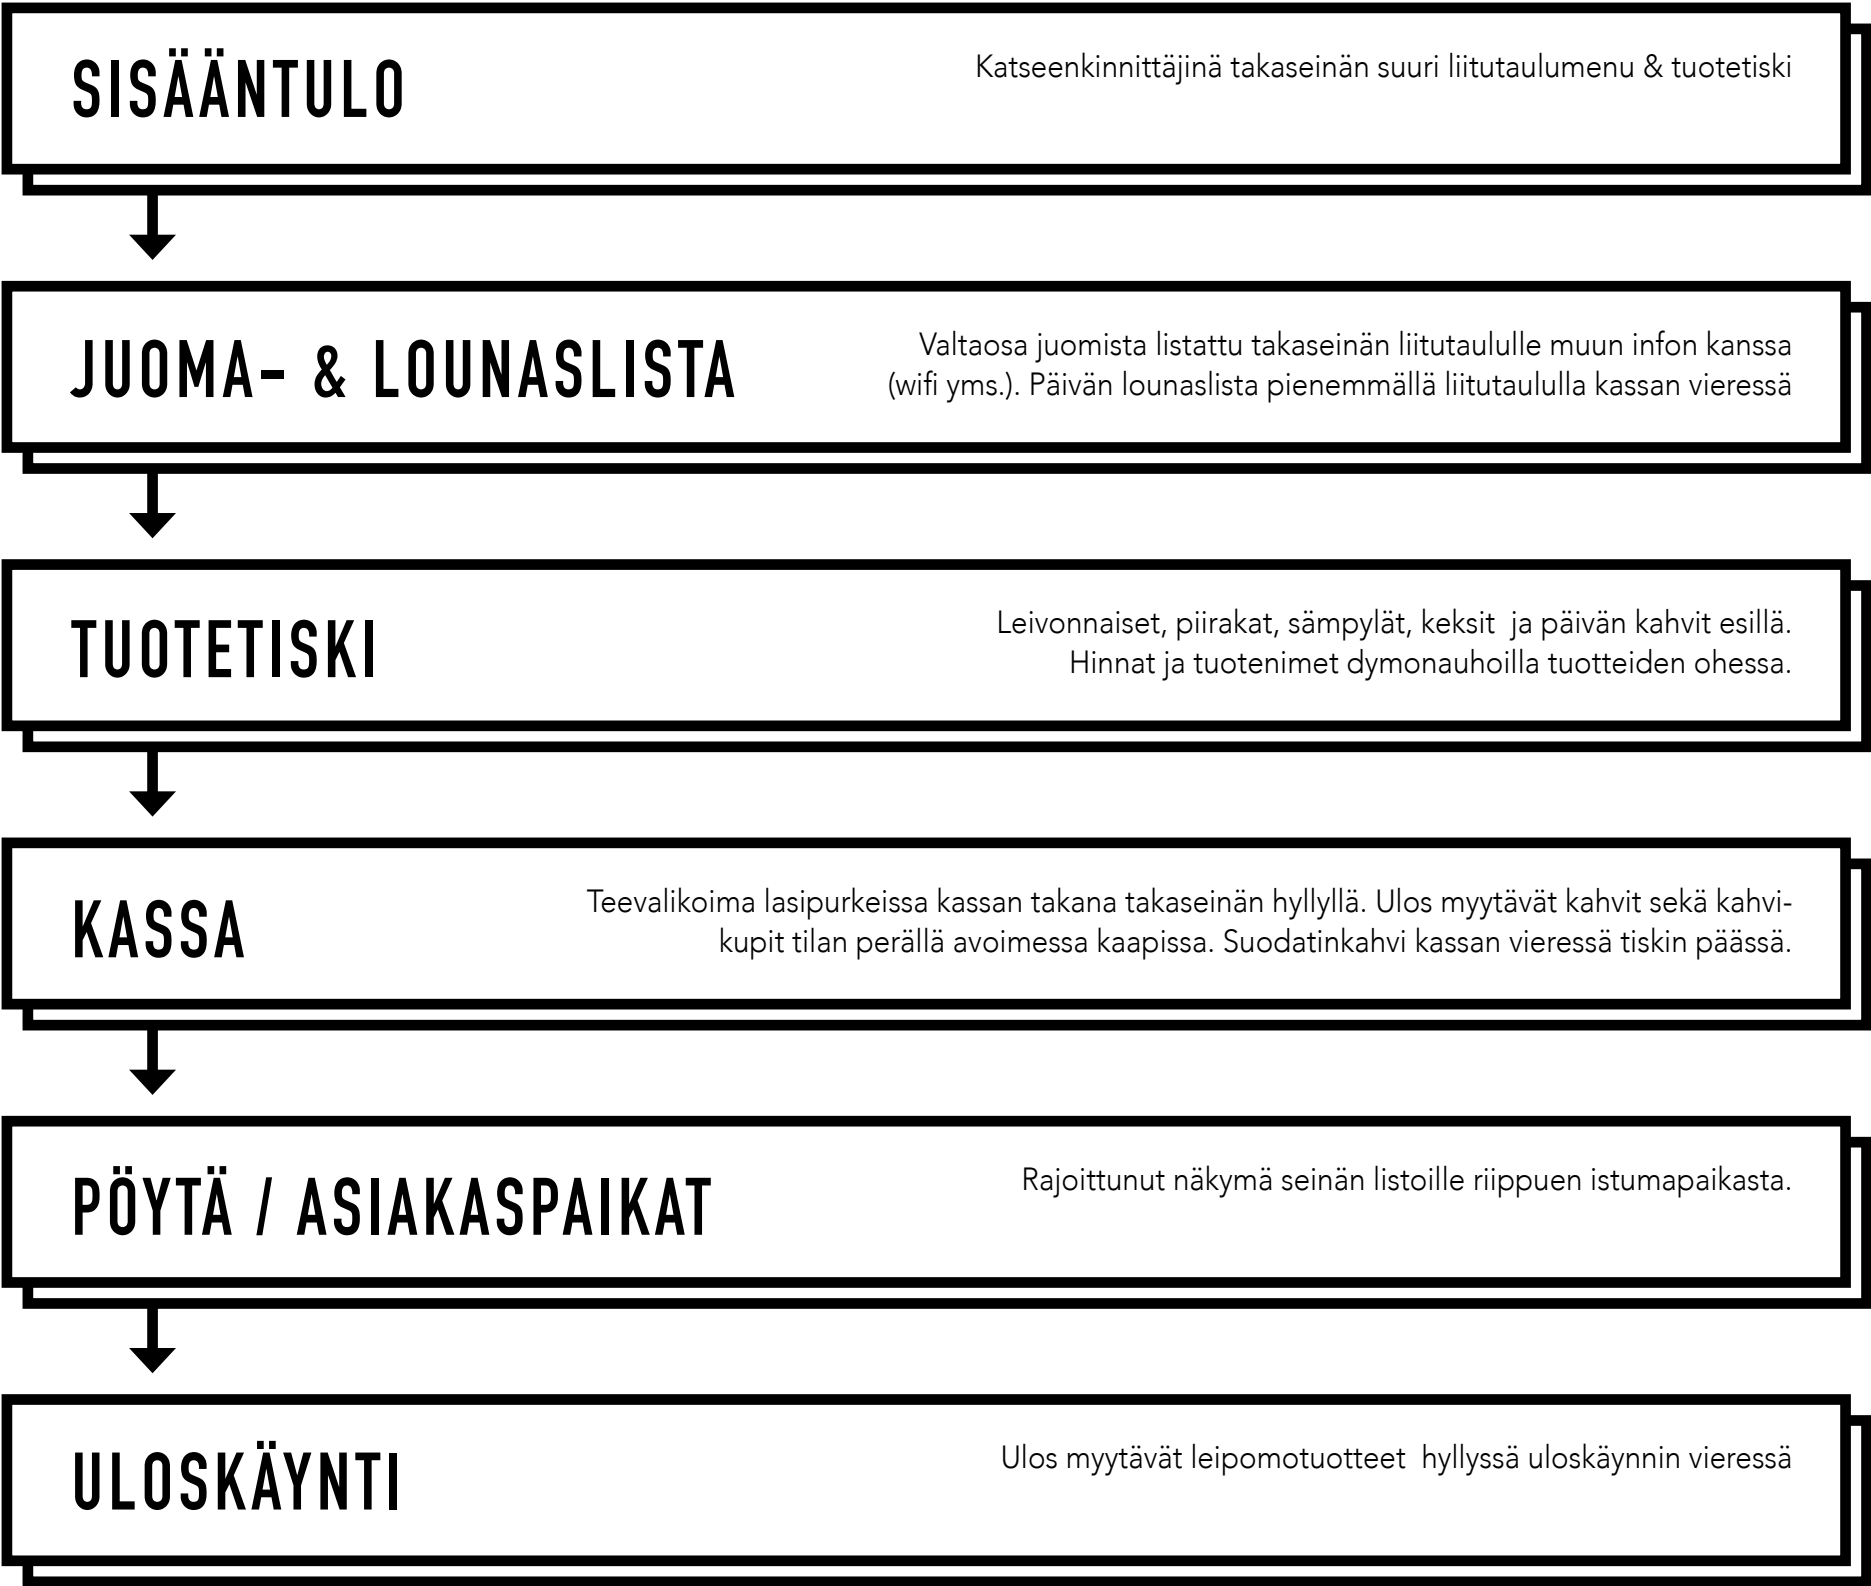 SISÄÄNTULO
Katseenkinnittäjinä takaseinän suuri liitutaulumenu & tuotetiski
JUOMA- & LOUNASLISTA
Valtaosa juomista listattu takaseinän liitutaululle muun infon kanssa
(wifi yms.). Päivän lounaslista pienemmällä liitutaululla kassan vieressä
TUOTETISKI
Leivonnaiset, piirakat, sämpylät, keksit  ja päivän kahvit esillä.
Hinnat ja tuotenimet dymonauhoilla tuotteiden ohessa.
KASSA
Teevalikoima lasipurkeissa kassan takana takaseinän hyllyllä. Ulos myytävät kahvit sekä kahvi-
kupit tilan perällä avoimessa kaapissa. Suodatinkahvi kassan vieressä tiskin päässä.
PÖYTÄ / ASIAKASPAIKAT
Rajoittunut näkymä seinän listoille riippuen istumapaikasta.
ULOSKÄYNTI
Ulos myytävät leipomotuotteet  hyllyssä uloskäynnin vieressä